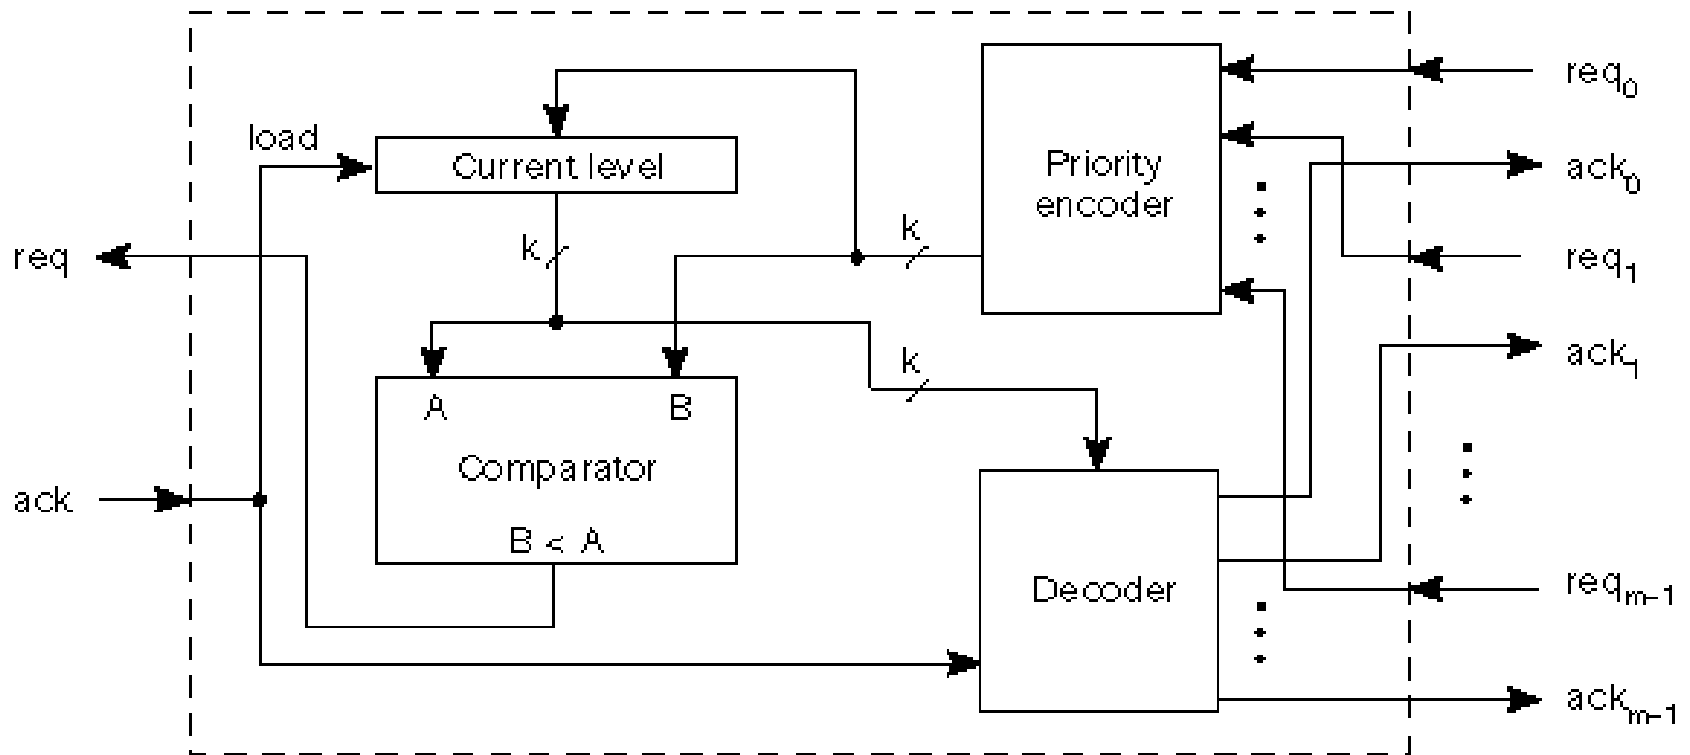 req₀
load
Current level
Priority
encoder
ack₀
k
k
req
req₁
k
ack₁
A
B
Comparator
ack
B < A
Decoder
reqₘ₋₁
ackₘ₋₁